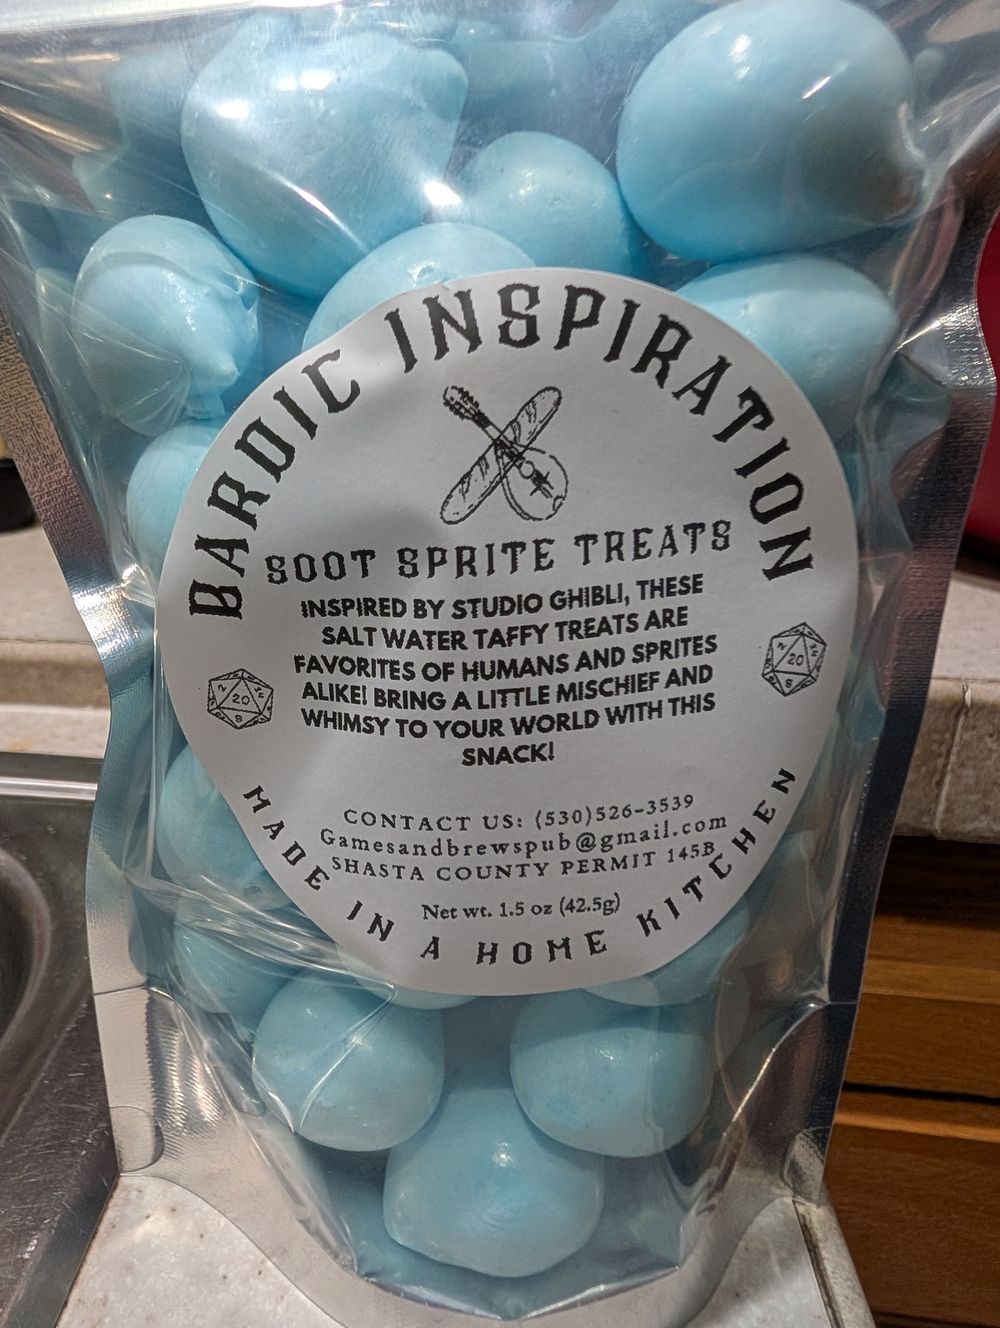 BARDIC INSPIRATION
SOOT SPRITE TREATS
INSPIRED BY STUDIO GHIBLI, THESE
SALT WATER TAFFY TREATS ARE
FAVORITES OF HUMANS AND SPRITES
ALIKE! BRING A LITTLE MISCHIEF AND
WHIMSY TO YOUR WORLD WITH THIS
SNACK!
20
20
CONTACT US: (530)526-3539
Gamesandbrewspub@gmail.com
SHASTA COUNTY PERMIT 145B
Net wt. 1.5 oz (42.5g)
MADE IN A HOME KITCHEN